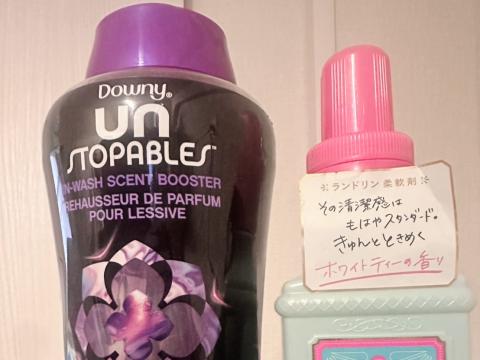 Downy®
UN
STOPABLES™
IN-WASH SCENT BOOSTER
REHAUSSEUR DE PARFUM
POUR LESSIVE
※ランドリン 柔軟剤※
その清潔感は
もはやスタンダード。
きゅんとときめく
ホワイトティーの香り